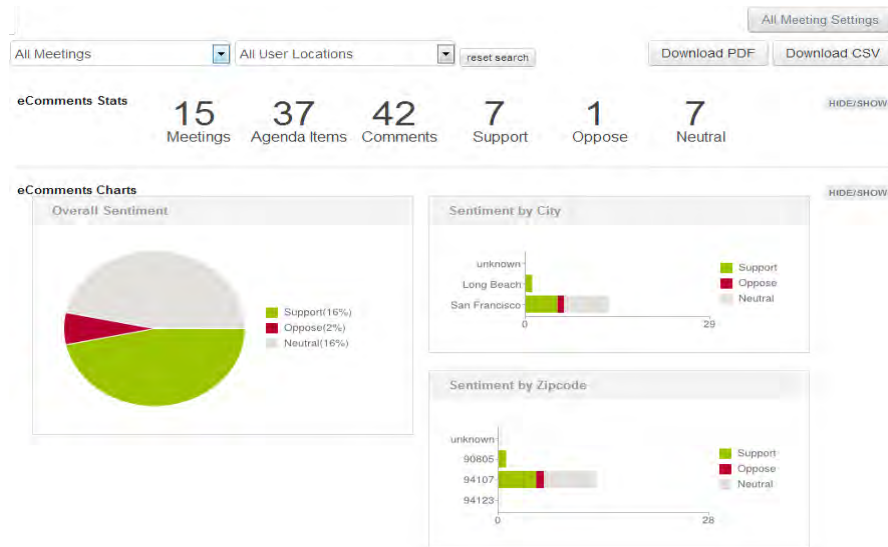 All Meeting Settings
All Meetings All User Locations reset search Download PDF Download CSV
eComments Stats HIDE/SHOW
15 37 42 7 1 7
Meetings Agenda Items Comments Support Oppose Neutral
eComments Charts HIDE/SHOW
Overall Sentiment
Support(16%)
Oppose(2%)
Neutral(16%)
Sentiment by City
unknown
Long Beach
San Francisco
0 29
Support
Oppose
Neutral
Sentiment by Zipcode
unknown
90805
94107
94123
0 28
Support
Oppose
Neutral